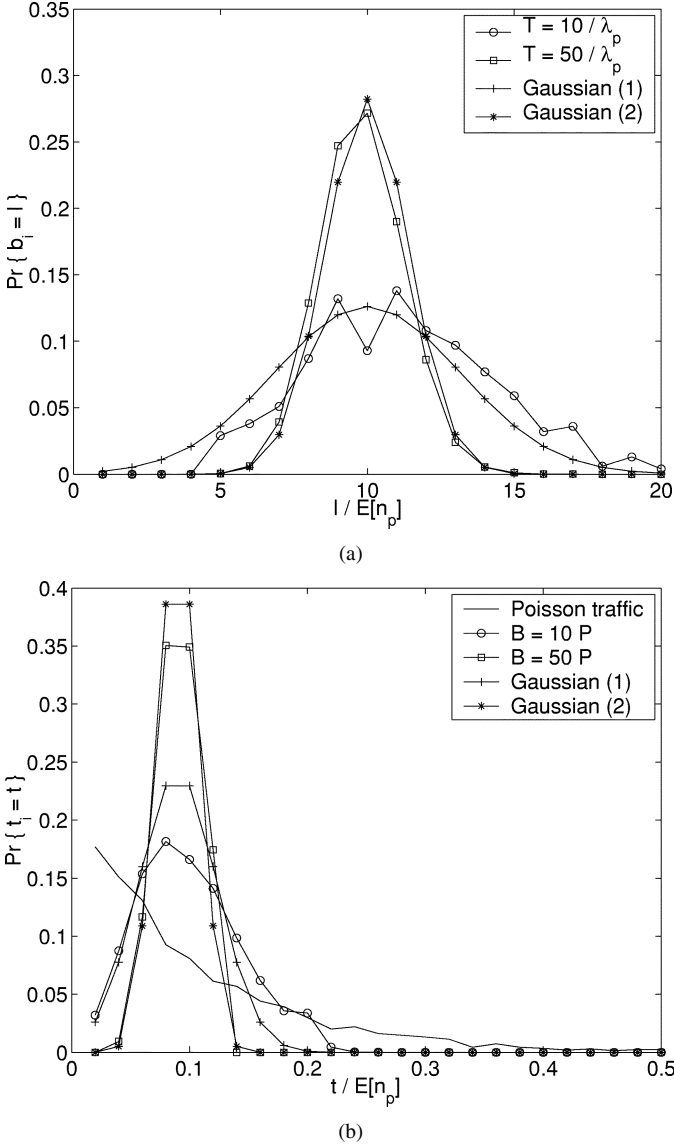 0.35
0.3
0.25
0.2
0.15
0.1
0.05
0
Pr { b_i = l }
T = 10 / λ_p
T = 50 / λ_p
Gaussian (1)
Gaussian (2)
0 5 10 15 20
l / E[n_p]
(a)
0.4
0.35
0.3
0.25
0.2
0.15
0.1
0.05
0
Pr { t_i = t }
Poisson traffic
B = 10 P
B = 50 P
Gaussian (1)
Gaussian (2)
0 0.1 0.2 0.3 0.4 0.5
t / E[n_p]
(b)